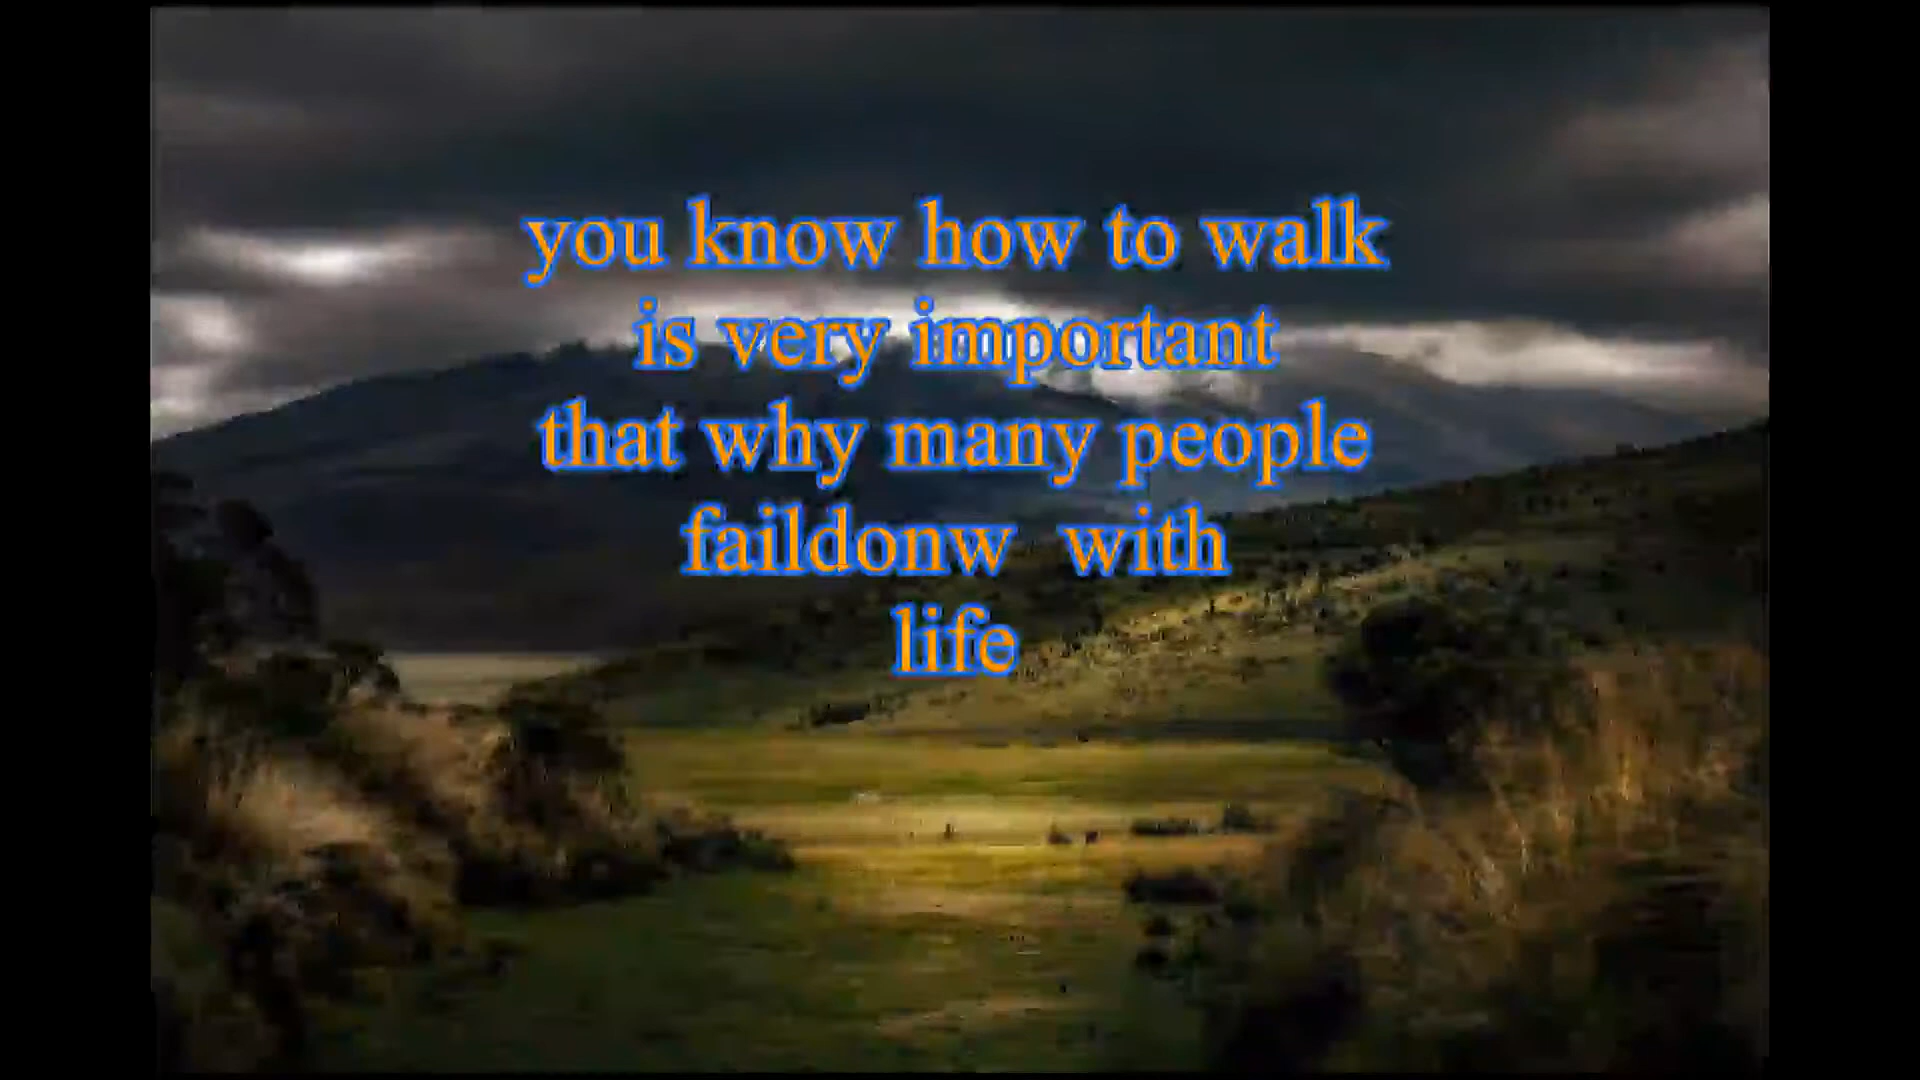 you know how to walk
is very important
that why many people
faildonw with
life